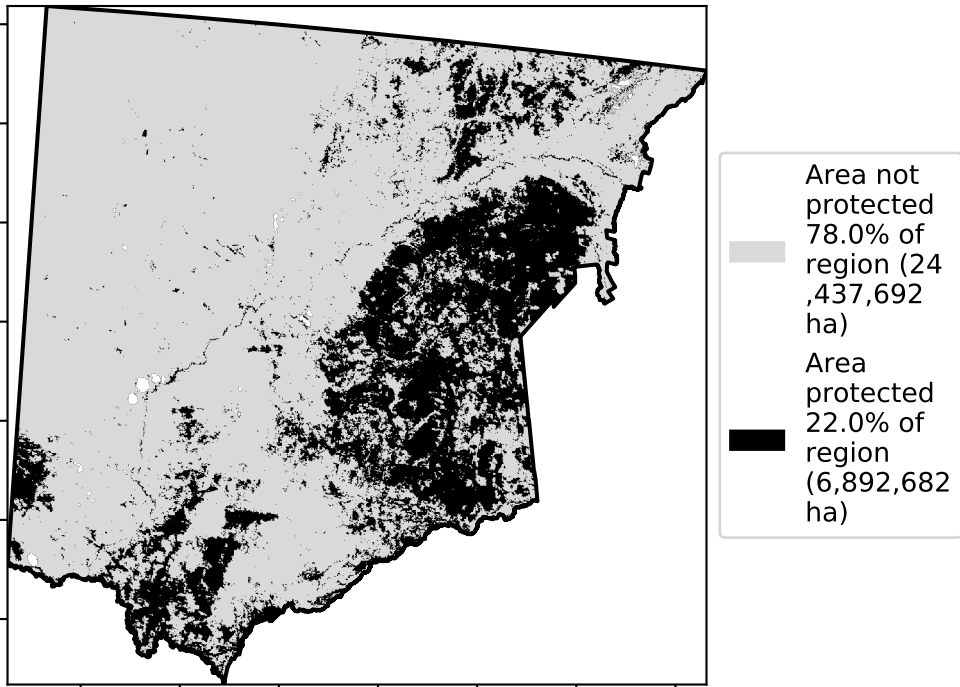 Area not
protected
78.0% of
region (24
,437,692
ha)
Area
protected
22.0% of
region
(6,892,682
ha)